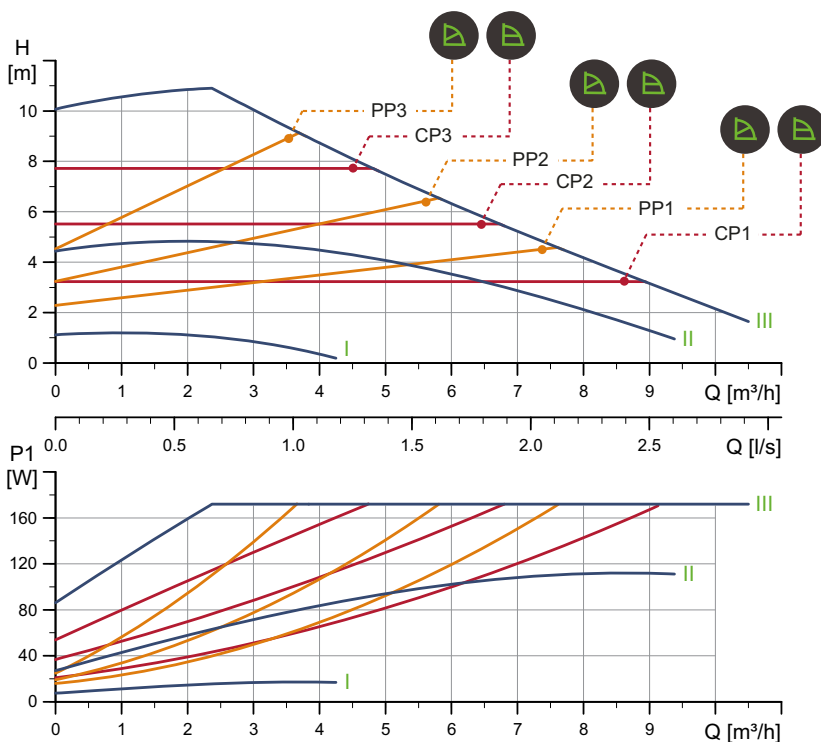 H
[m]
10
PP3
CP3
8
PP2
CP2
6
PP1
CP1
4
2
III
II
I
0
0 1 2 3 4 5 6 7 8 9 Q [m³/h]
0.0 0.5 1.0 1.5 2.0 2.5 Q [l/s]
P1
[W]
160
III
120
II
80
40
I
0
0 1 2 3 4 5 6 7 8 9 Q [m³/h]